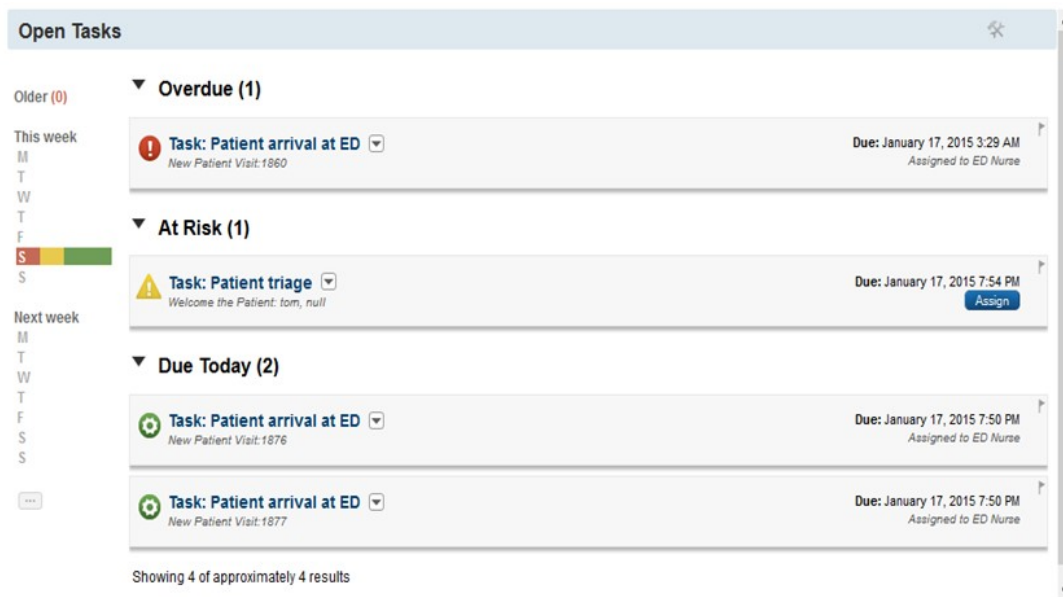 Open Tasks
Older (0)
This week
M
T
W
T
F
S
S
Next week
M
T
W
T
F
S
S
...
Overdue (1)
Task: Patient arrival at ED
New Patient Visit:1860
Due: January 17, 2015 3:29 AM
Assigned to ED Nurse
At Risk (1)
Task: Patient triage
Welcome the Patient: tom, null
Due: January 17, 2015 7:54 PM
Assign
Due Today (2)
Task: Patient arrival at ED
New Patient Visit:1876
Due: January 17, 2015 7:50 PM
Assigned to ED Nurse
Task: Patient arrival at ED
New Patient Visit:1877
Due: January 17, 2015 7:50 PM
Assigned to ED Nurse
Showing 4 of approximately 4 results